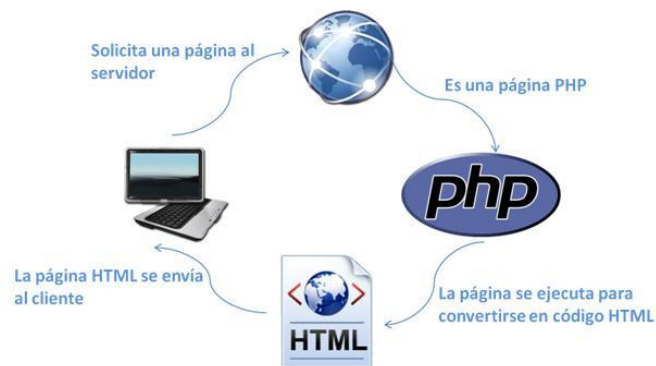 Solicita una página al
servidor
Es una página PHP
php
La página se ejecuta para
convertirse en código HTML
< >
HTML
La página HTML se envía
al cliente